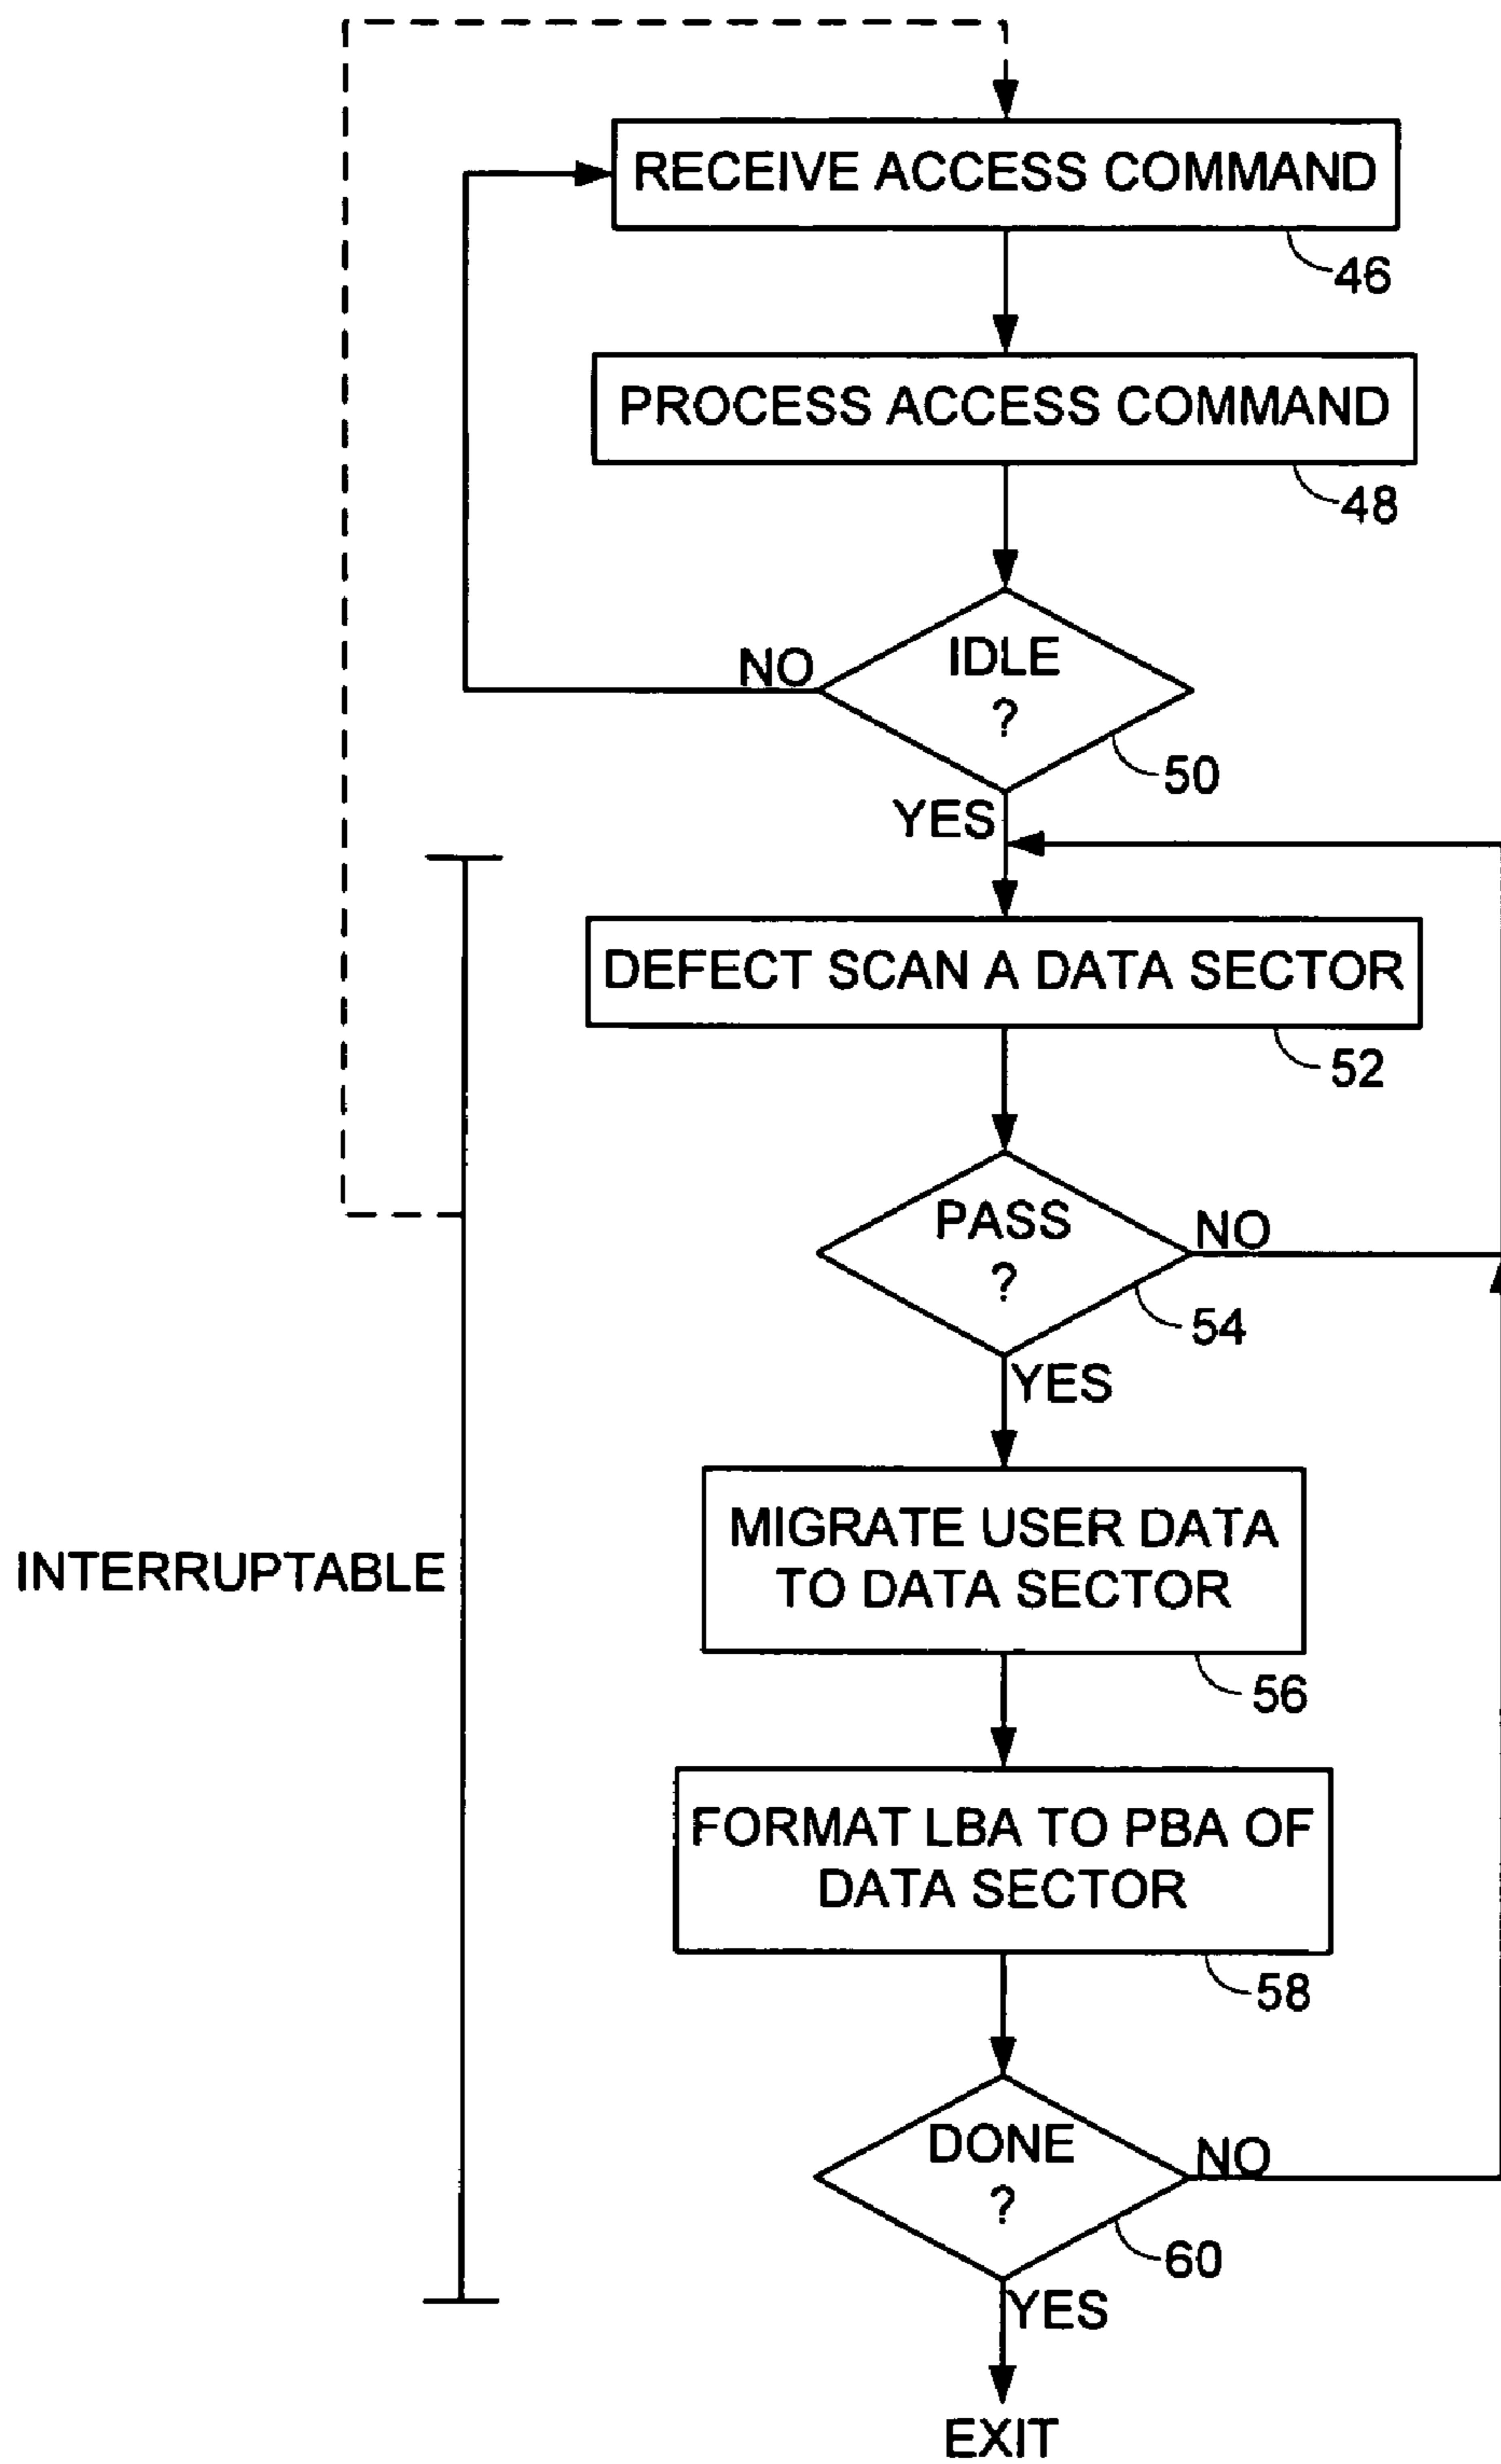 RECEIVE ACCESS COMMAND
46
PROCESS ACCESS COMMAND
48
IDLE
?
NO
50
YES
DEFECT SCAN A DATA SECTOR
52
PASS
?
NO
54
YES
MIGRATE USER DATA
TO DATA SECTOR
INTERRUPTABLE
56
FORMAT LBA TO PBA OF
DATA SECTOR
58
DONE
?
NO
60
YES
EXIT